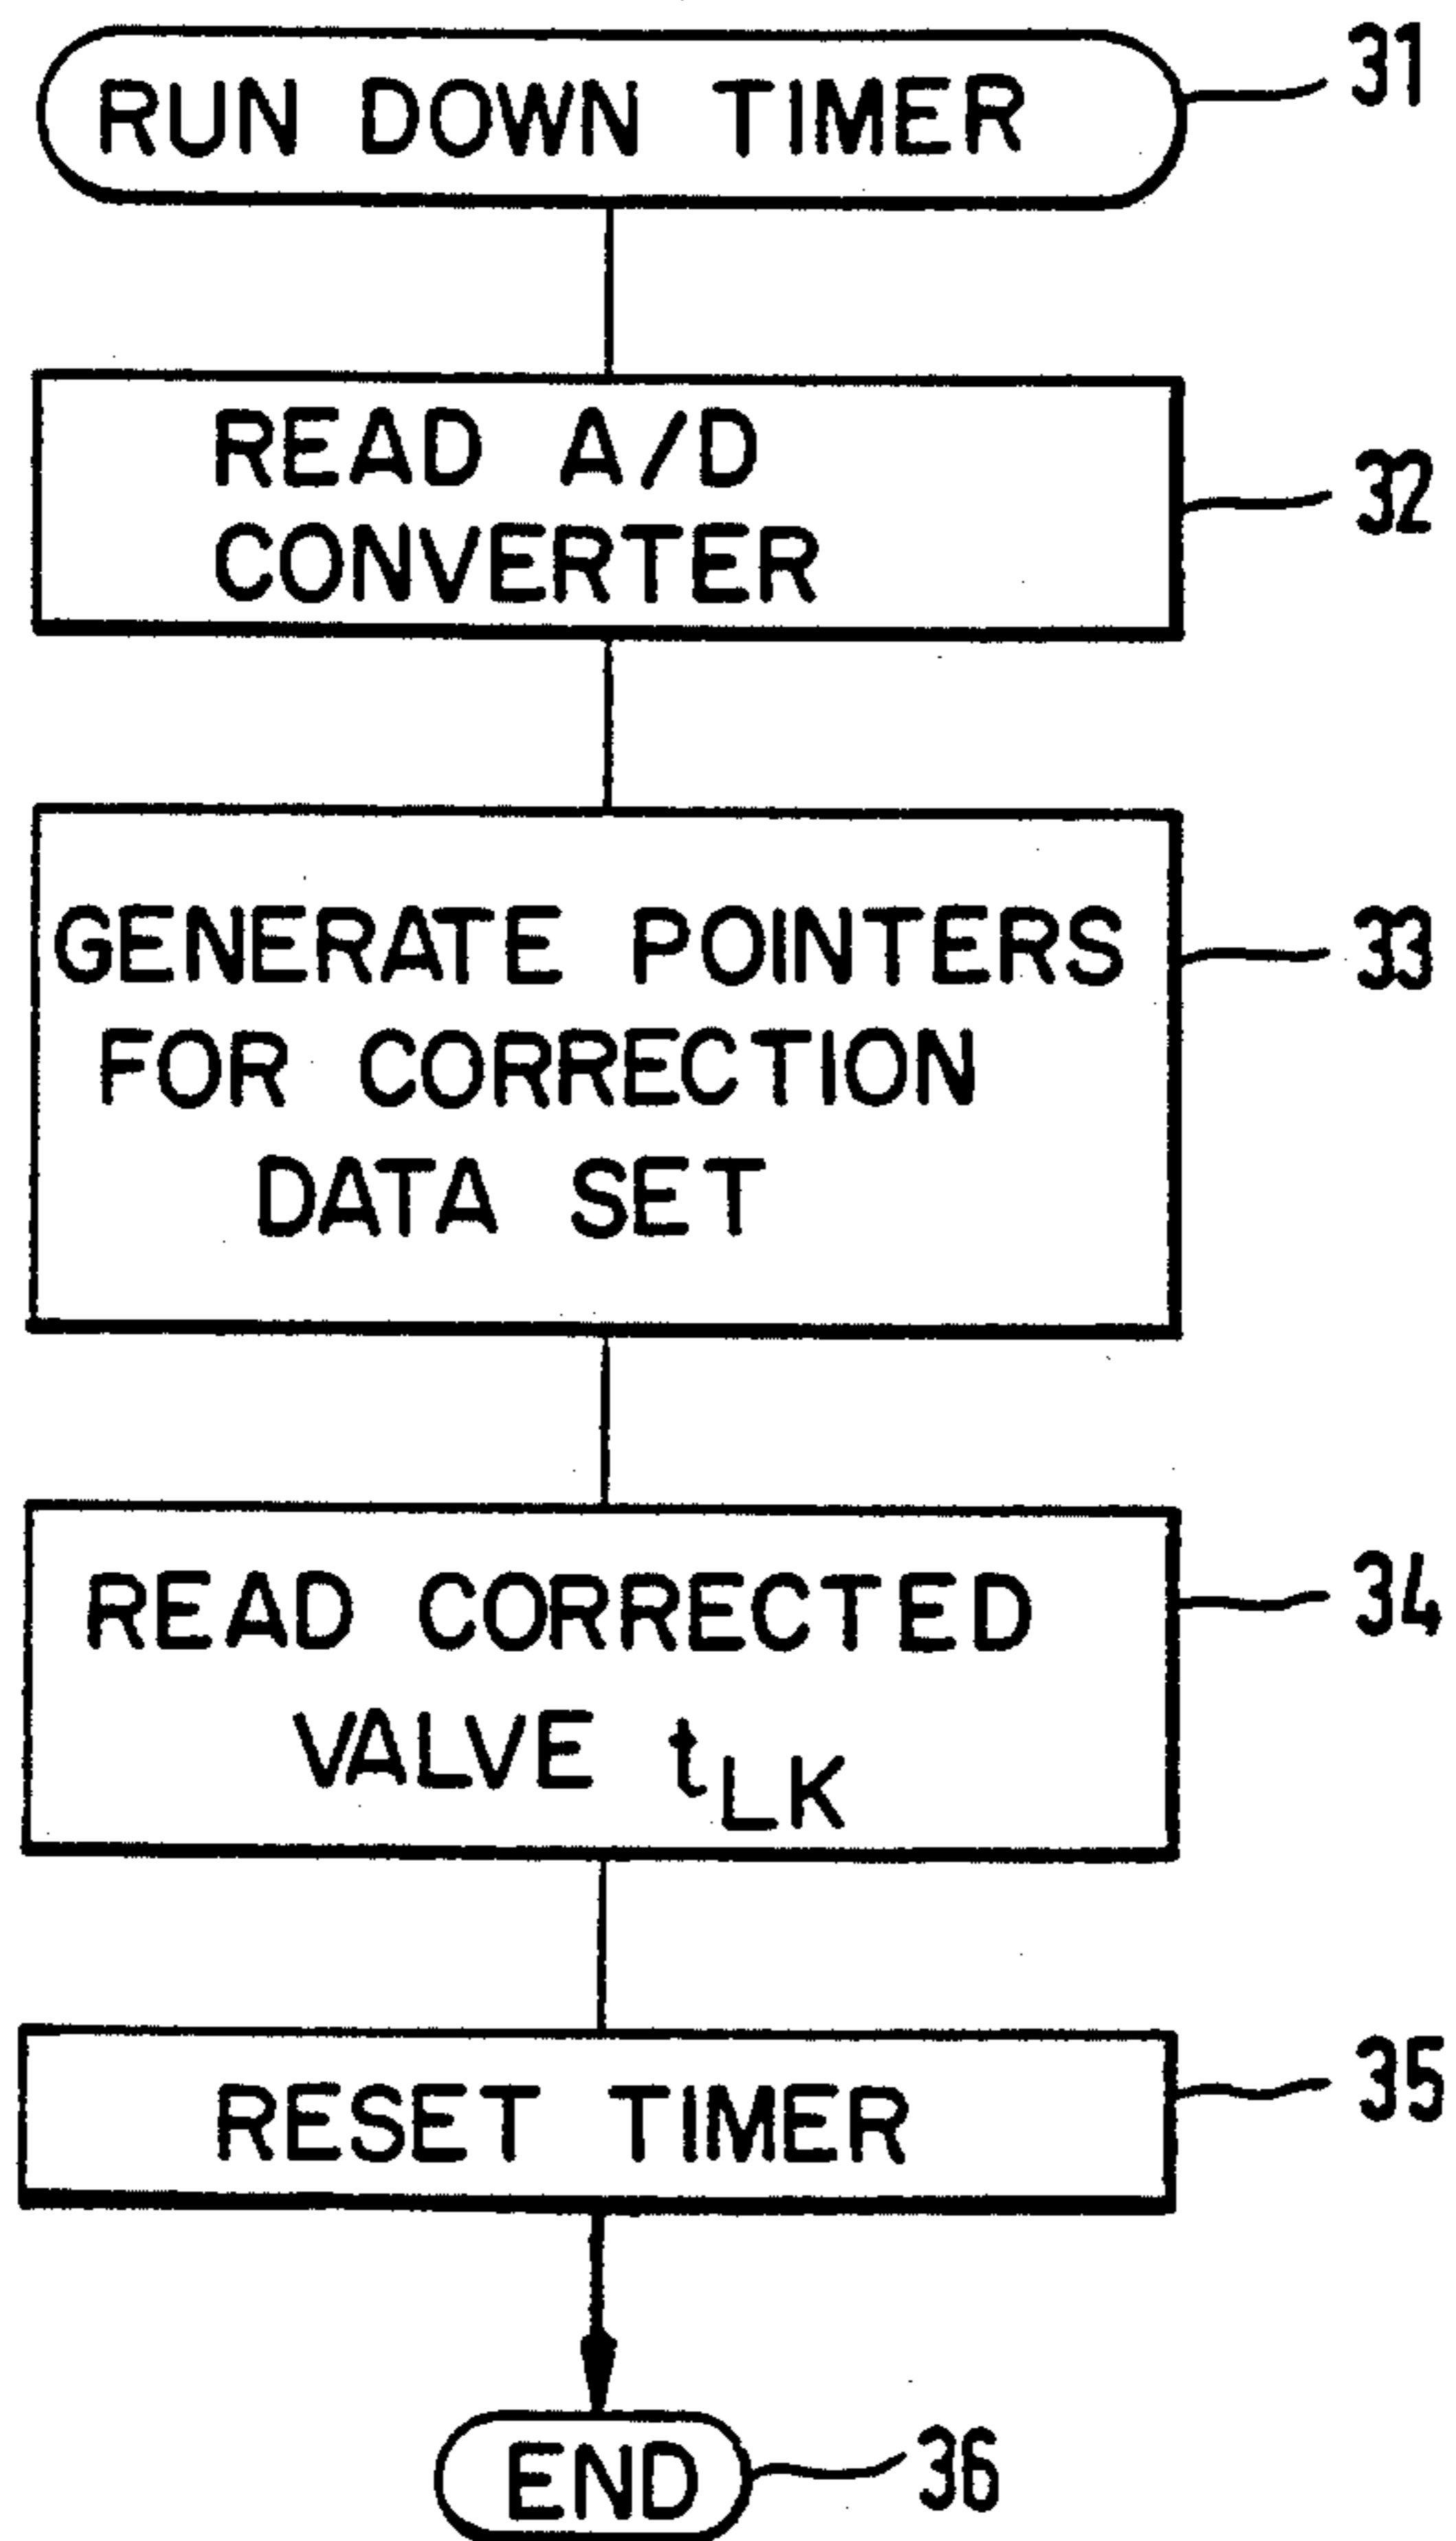 RUN DOWN TIMER 31
READ A/D
CONVERTER
32
GENERATE POINTERS
FOR CORRECTION
DATA SET
33
READ CORRECTED
VALVE tLK
34
RESET TIMER 35
END 36